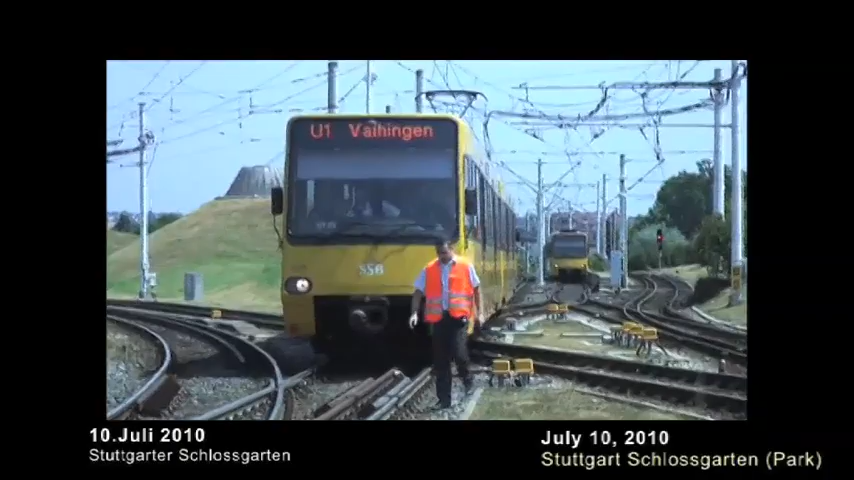 U1 Vaihingen
SSB
10.Juli 2010
Stuttgarter Schlossgarten
July 10, 2010
Stuttgart Schlossgarten (Park)